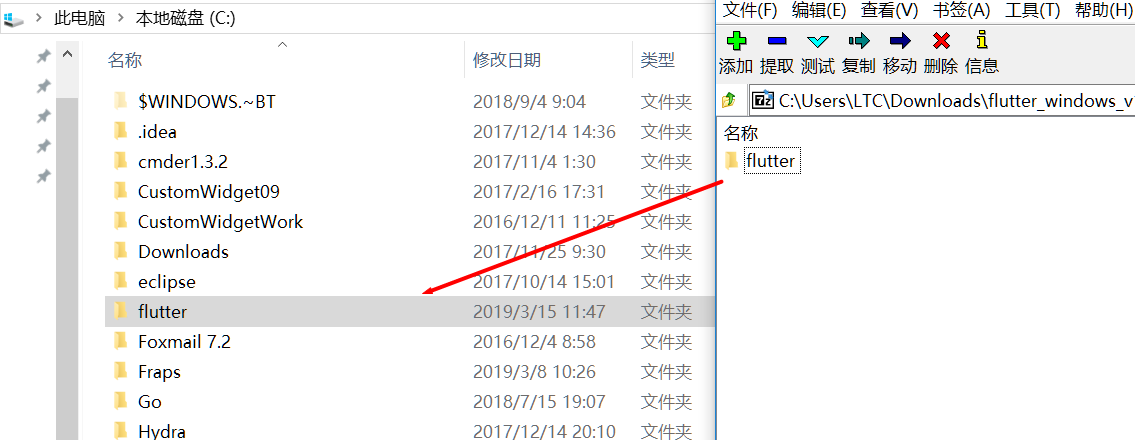 此电脑 本地磁盘 (C:)
名称 修改日期 类型
$WINDOWS.~BT 2018/9/4 9:04 文件夹
.idea 2017/12/14 14:36 文件夹
cmder1.3.2 2017/11/4 1:30 文件夹
CustomWidget09 2017/2/16 17:31 文件夹
CustomWidgetWork 2016/12/11 11:25 文件夹
Downloads 2017/11/25 9:30 文件夹
eclipse 2017/10/14 15:01 文件夹
flutter 2019/3/15 11:47 文件夹
Foxmail 7.2 2016/12/4 8:58 文件夹
Fraps 2019/3/8 10:26 文件夹
Go 2018/7/15 19:07 文件夹
Hydra 2017/12/14 20:10 文件夹
文件(F) 编辑(E) 查看(V) 书签(A) 工具(T) 帮助(H)
添加 提取 测试 复制 移动 删除 信息
7z C:\Users\LTC\Downloads\flutter_windows_v
名称
flutter